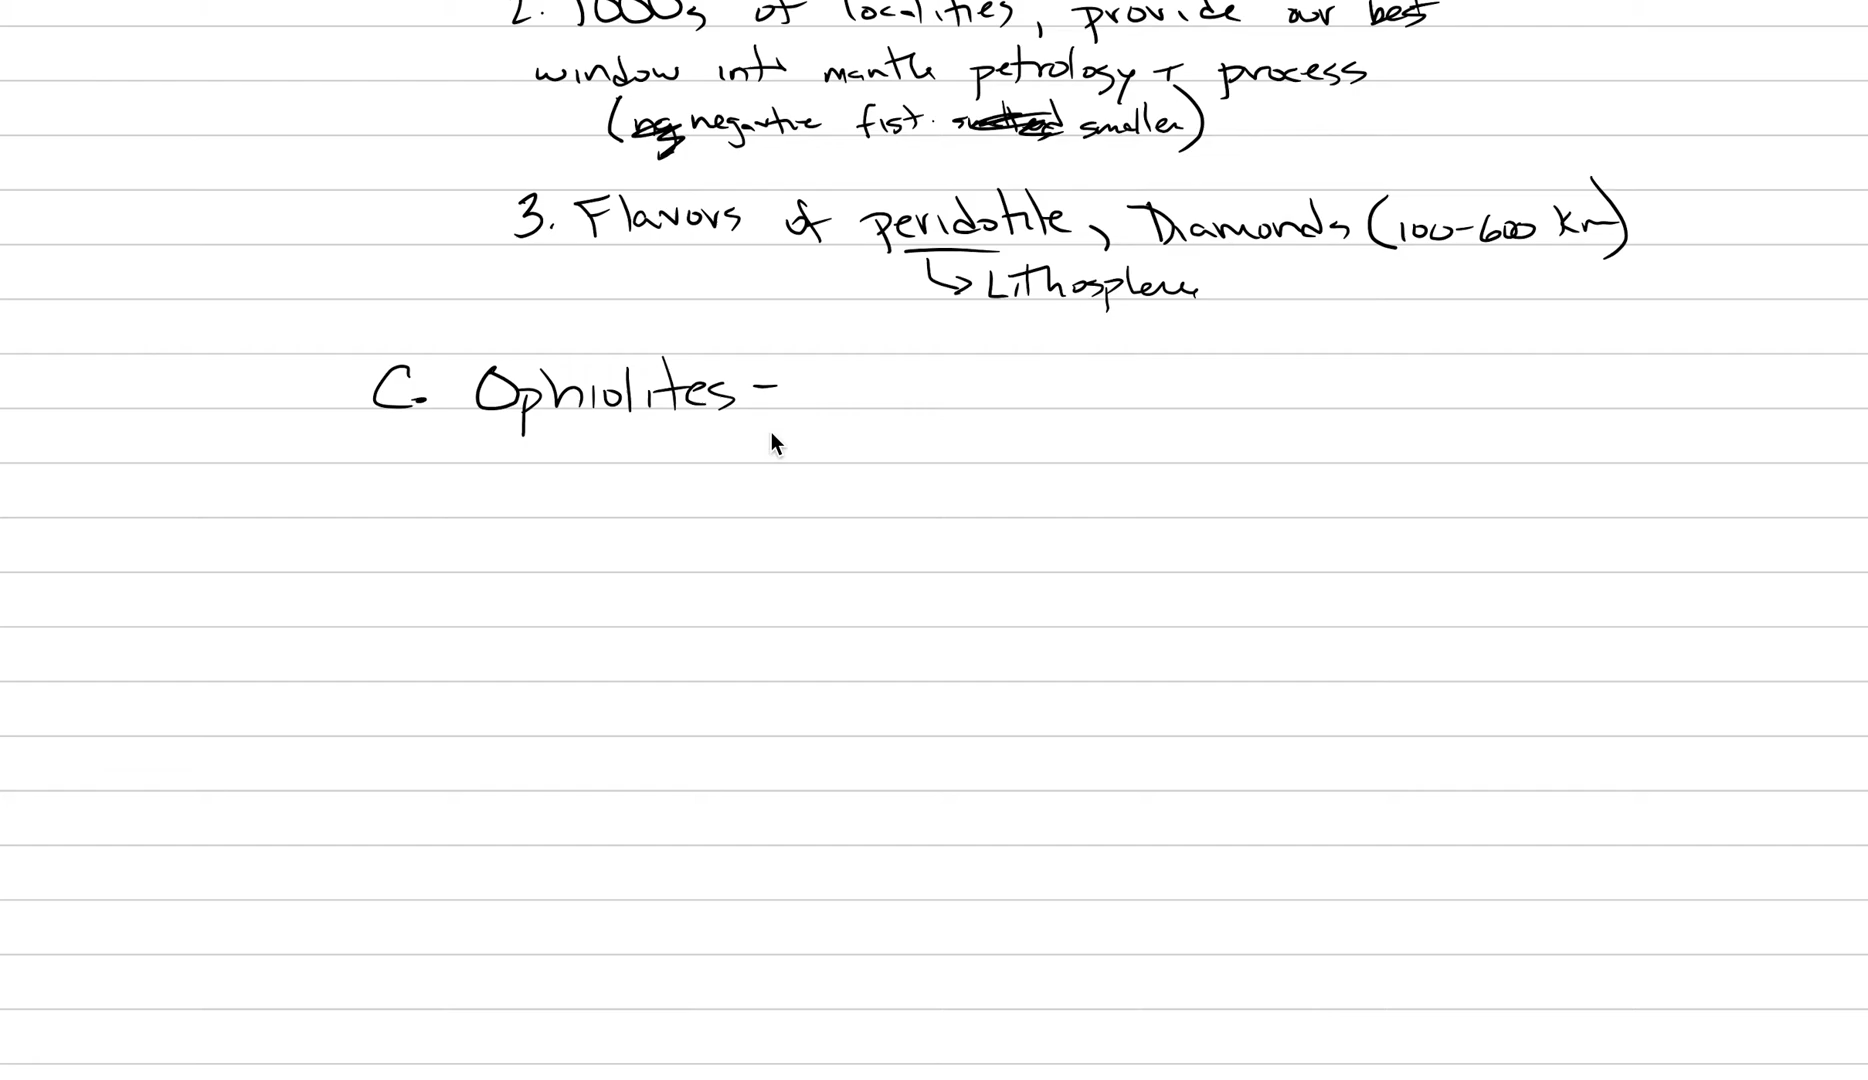 2. 1000s of localities, provide our best
window into mantle petrology + process
(negative fist. smaller)
3. Flavors of peridotite, Diamonds (100-600 km)
↳ Lithosphere
C. Ophiolites -